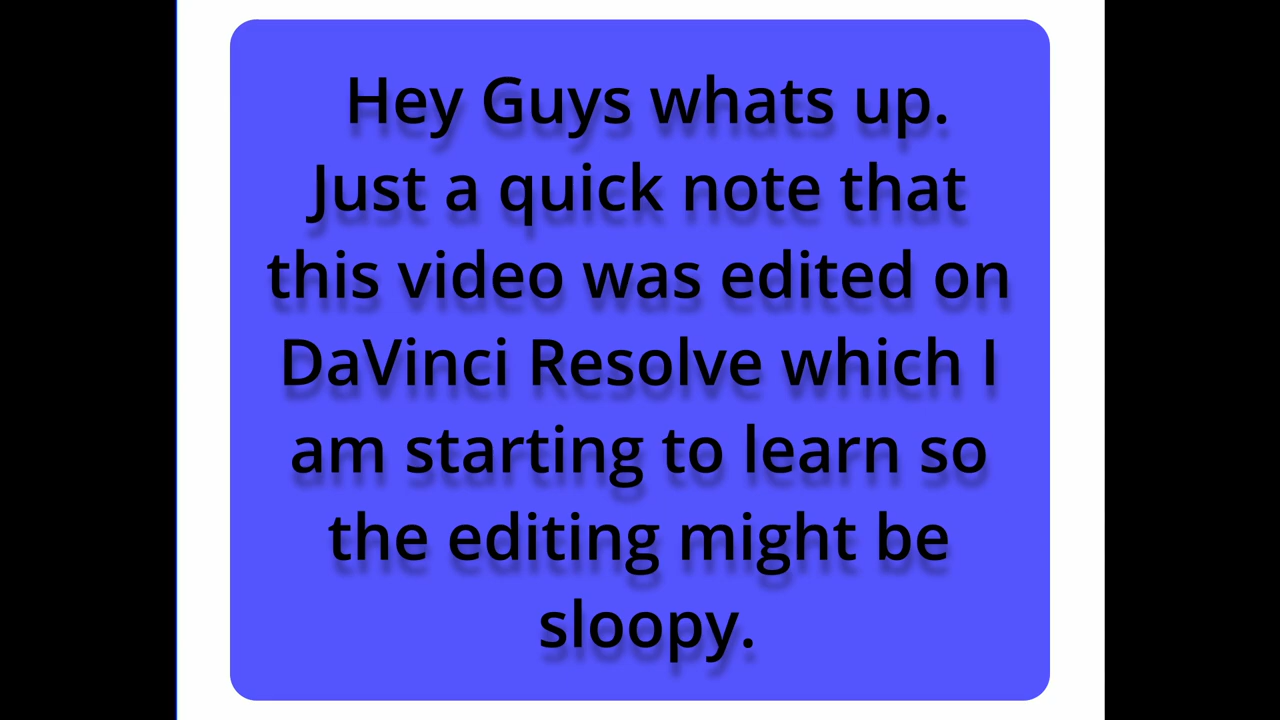 Hey Guys whats up.
Just a quick note that
this video was edited on
DaVinci Resolve which I
am starting to learn so
the editing might be
sloopy.